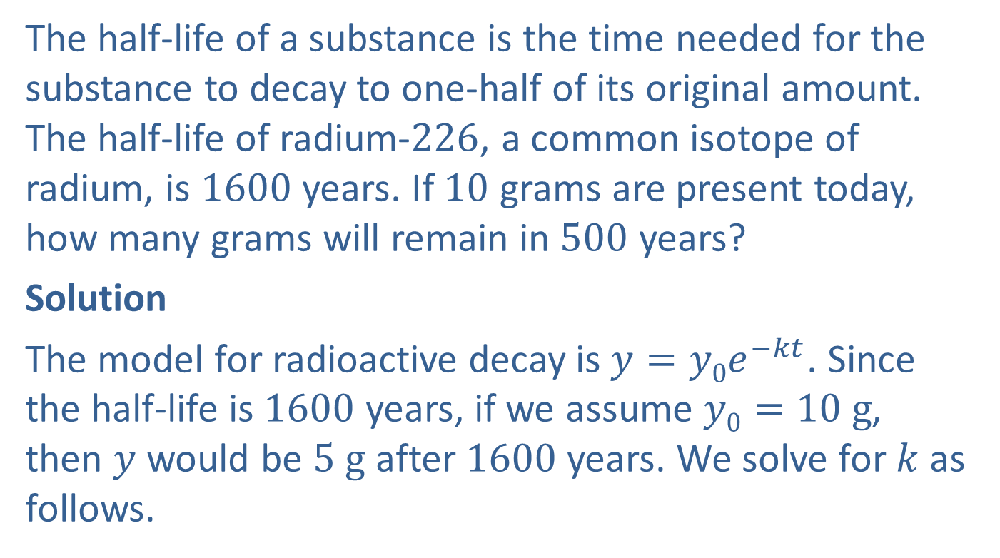 The half-life of a substance is the time needed for the
substance to decay to one-half of its original amount.
The half-life of radium-226, a common isotope of
radium, is 1600 years. If 10 grams are present today,
how many grams will remain in 500 years?
Solution
The model for radioactive decay is y = y₀e⁻ᵏᵗ. Since
the half-life is 1600 years, if we assume y₀ = 10 g,
then y would be 5 g after 1600 years. We solve for k as
follows.